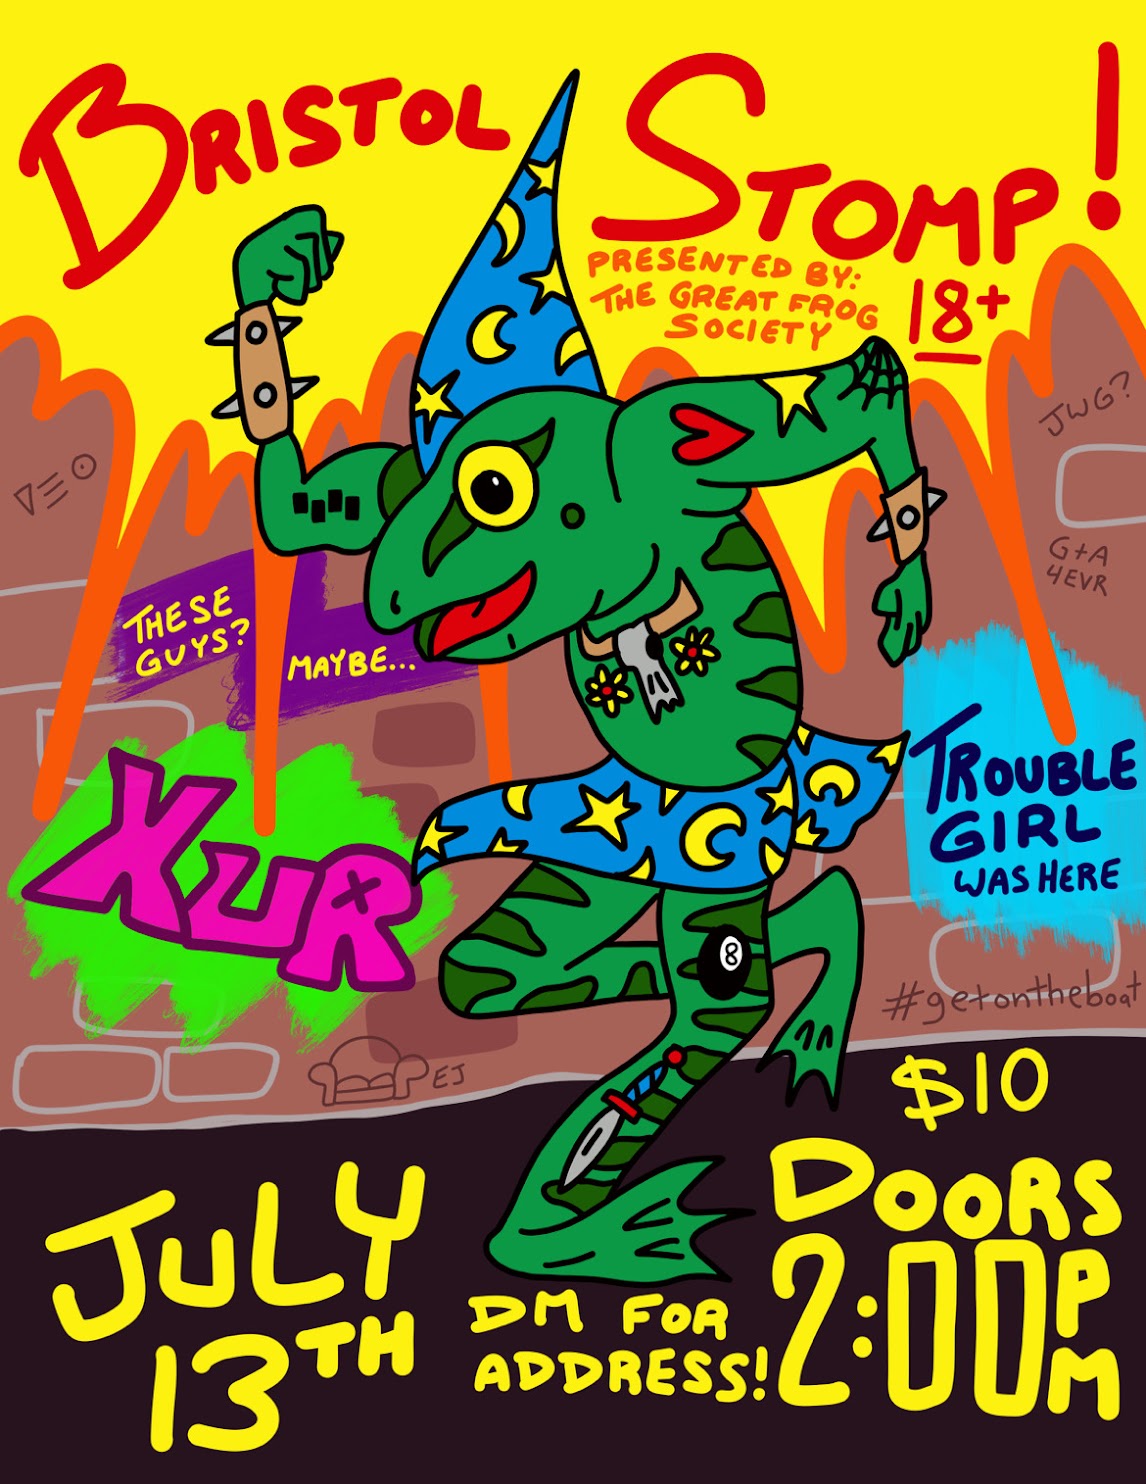 BRISTOL STOMP!
PRESENTED BY:
THE GREAT FROG
SOCIETY
18+
JWG?
G+A
4EVR
THESE
GUYS?
MAYBE...
XUR
TROUBLE
GIRL
WAS HERE
8
#getontheboat
EJ
$10
DOORS
2:00PM
JULY
13TH
DM FOR
ADDRESS!